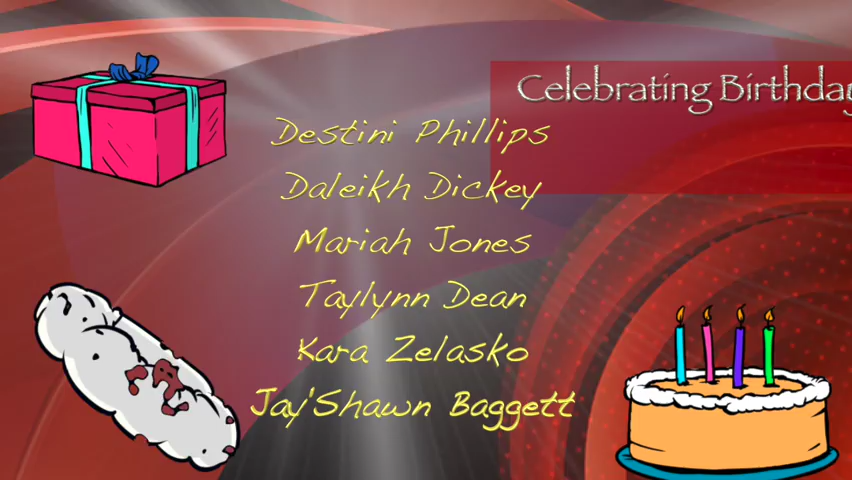 Celebrating Birthday
Destini Phillips
Daleikh Dickey
Mariah Jones
Taylynn Dean
Kara Zelasko
Jay'Shawn Baggett